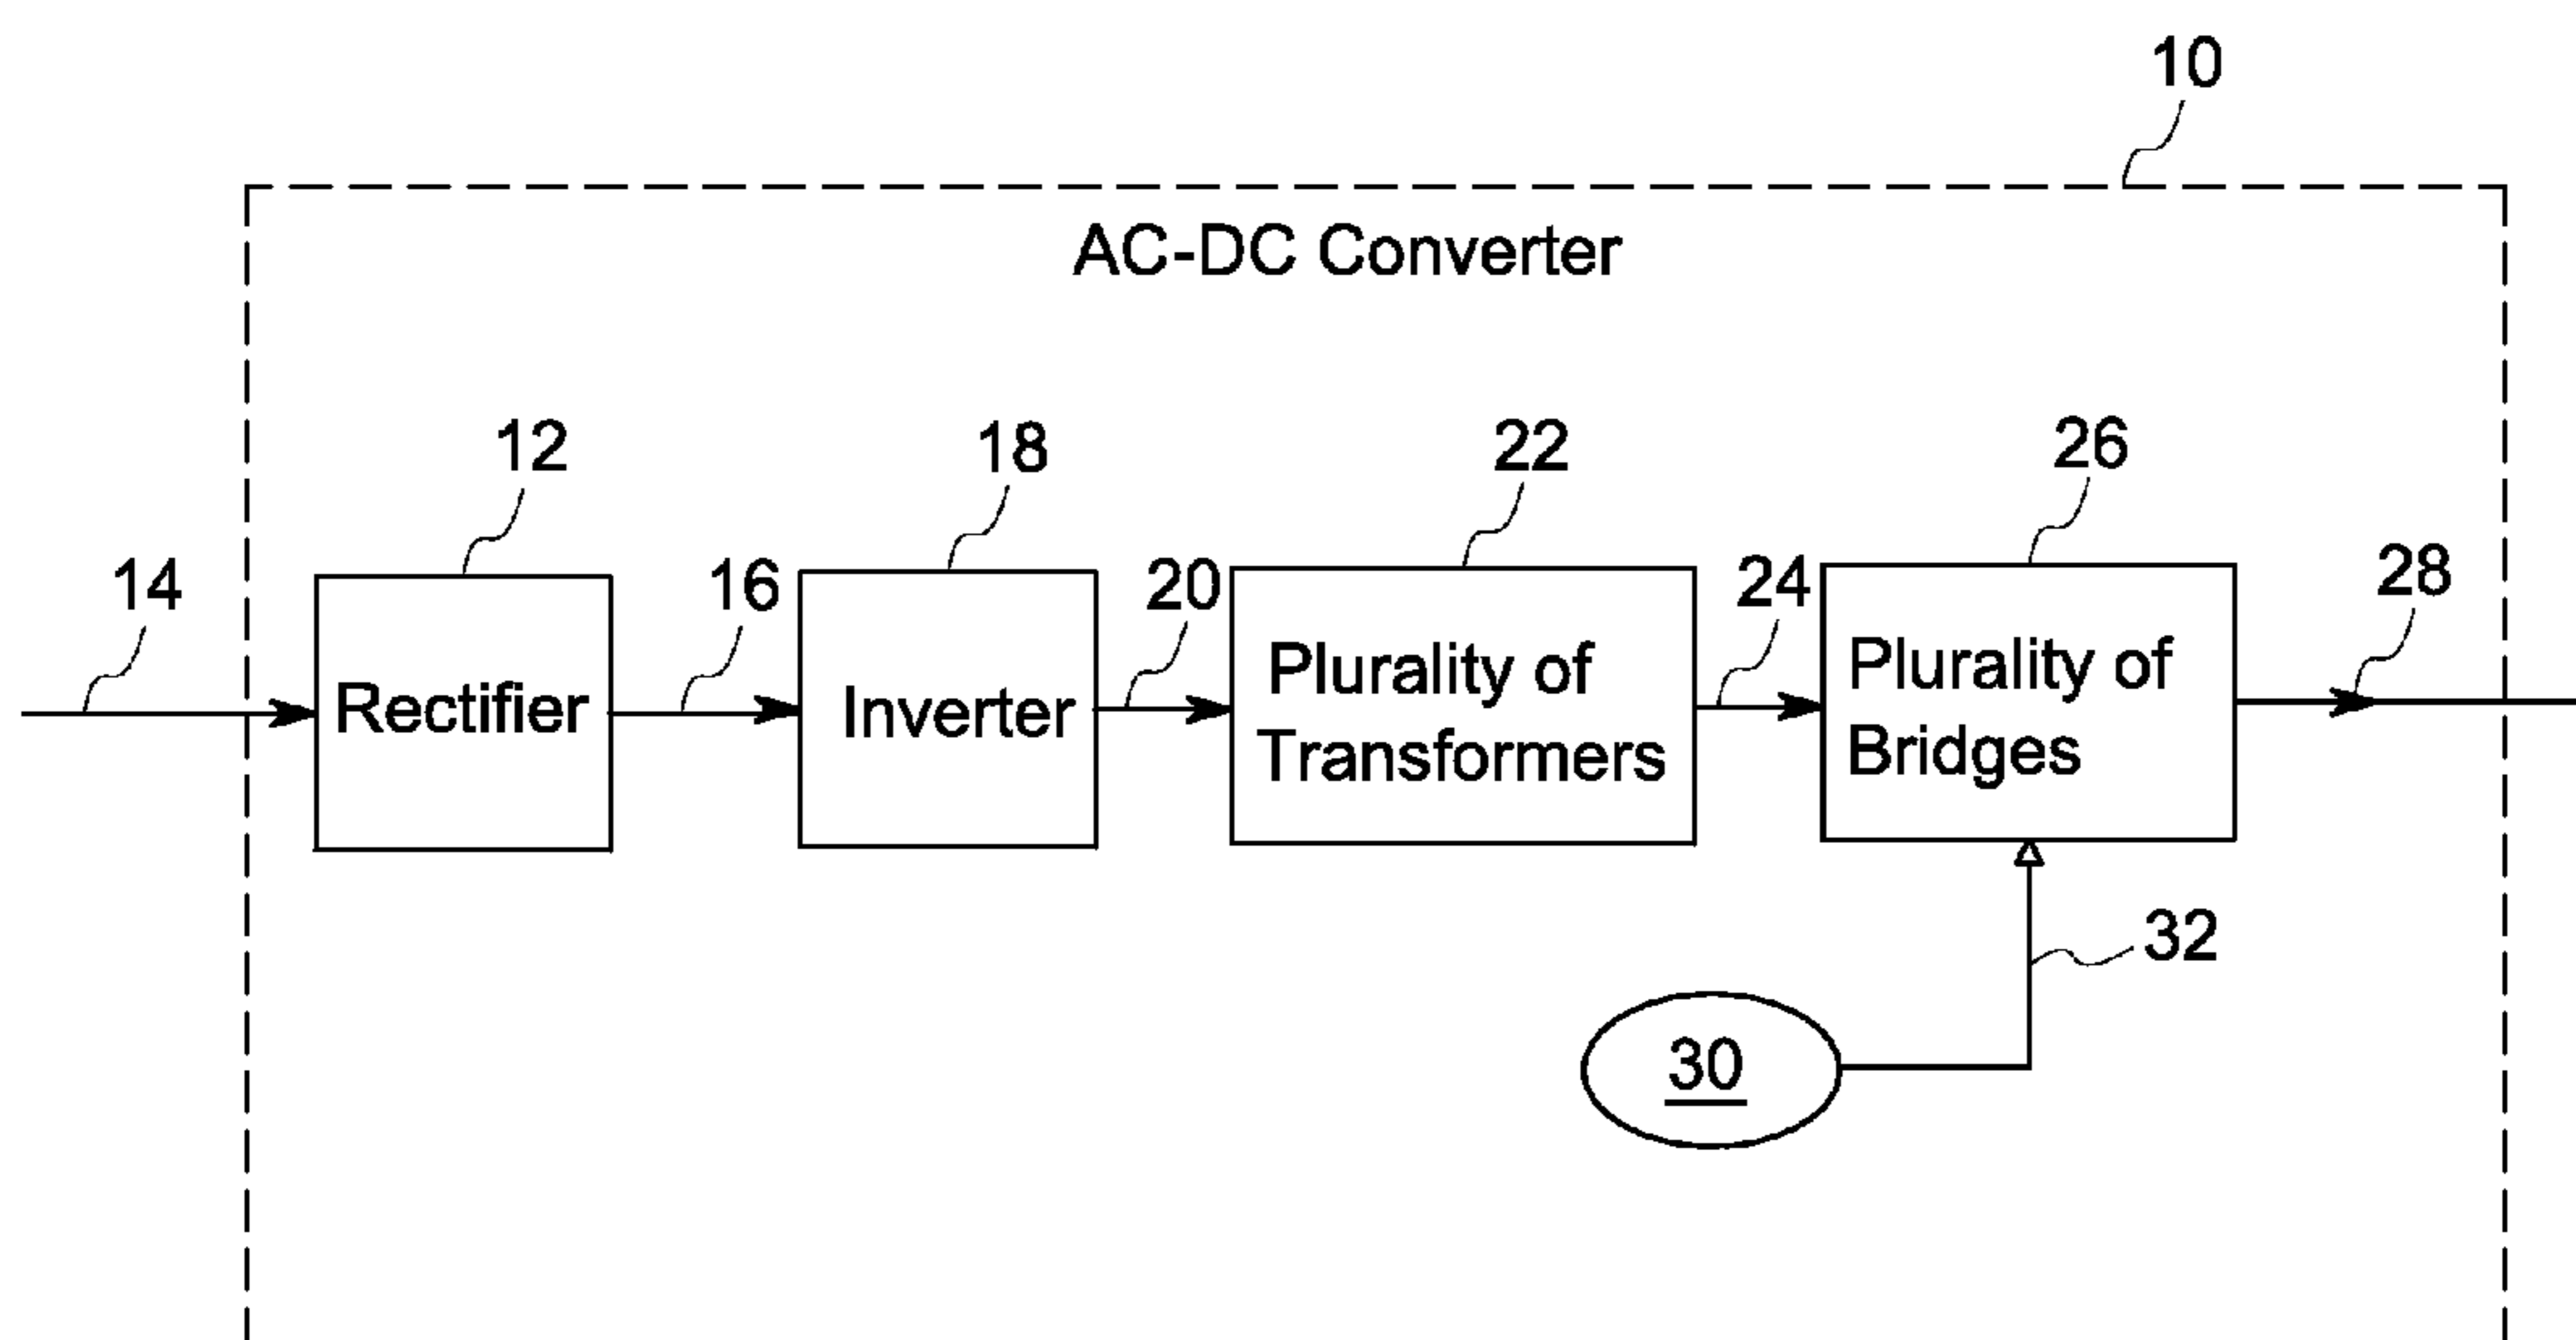 10
AC-DC Converter
12
18
22
26
14
16
20
24
28
Rectifier
Inverter
Plurality of
Transformers
Plurality of
Bridges
32
30